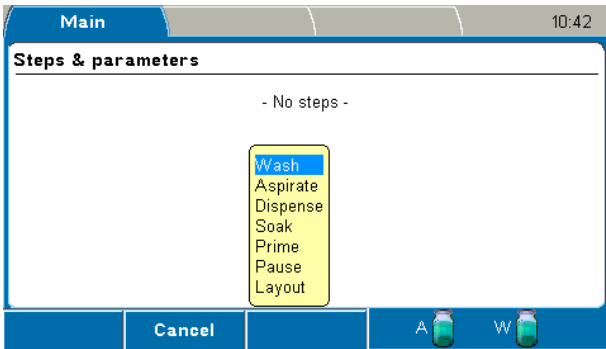 Main
10:42
Steps & parameters
- No steps -
Wash
Aspirate
Dispense
Soak
Prime
Pause
Layout
Cancel
A
W